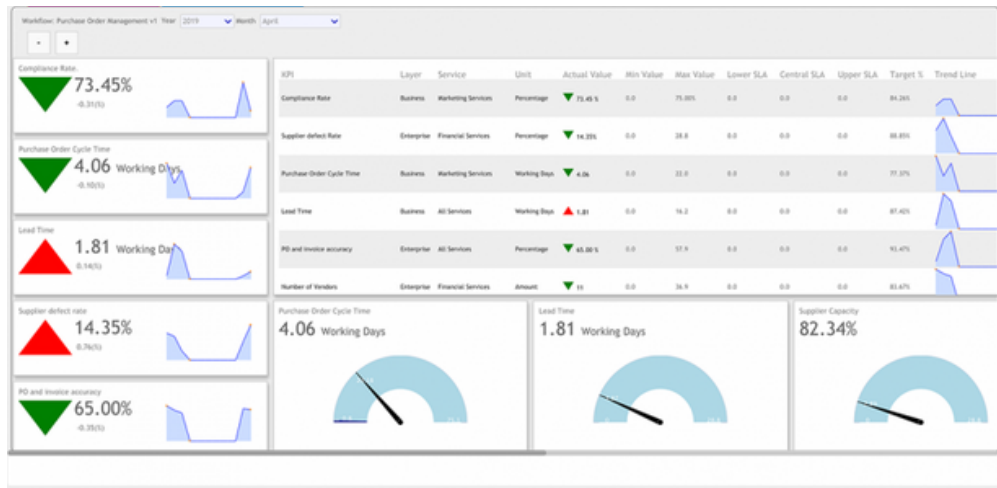 Workflow: Purchase Order Management v1 Year 2019 Month April
- +
Compliance Rate.
73.45%
-0.31(%)
Purchase Order Cycle Time
4.06 Working Days
-0.10(%)
Lead Time
1.81 Working Day
0.14(%)
Supplier defect rate
14.35%
0.76(%)
PO and invoice accuracy
65.00%
-0.35(%)
KPI Layer Service Unit Actual Value Min Value Max Value Lower SLA Central SLA Upper SLA Target % Trend Line
Compliance Rate Business Marketing Services Percentage 73.45 % 0.0 75.00% 0.0 0.0 0.0 84.26%
Supplier defect Rate Enterprise Financial Services Percentage 14.35% 0.0 28.8 0.0 0.0 0.0 88.85%
Purchase Order Cycle Time Business Marketing Services Working Days 4.06 0.0 22.0 0.0 0.0 0.0 77.37%
Lead Time Business All Services Working Days 1.81 0.0 16.2 0.0 0.0 0.0 87.42%
PO and invoice accuracy Enterprise All Services Percentage 65.00 % 0.0 57.9 0.0 0.0 0.0 93.47%
Number of Vendors Enterprise Financial Services Amount 11 0.0 36.9 0.0 0.0 0.0 83.67%
Purchase Order Cycle Time
4.06 Working Days
Lead Time
1.81 Working Days
Supplier Capacity
82.34%